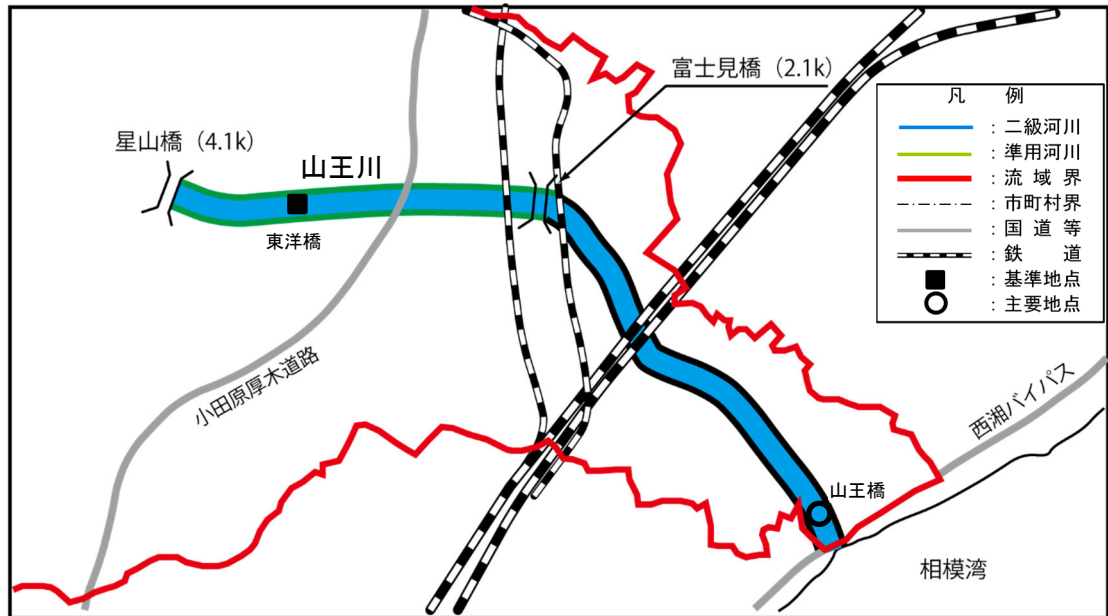 富士見橋（2.1k）
星山橋（4.1k）
山王川
東洋橋
小田原厚木道路
西湘バイパス
山王橋
相模湾
凡　例
：二級河川
：準用河川
：流 域 界
：市町村界
：国 道 等
：鉄　　道
：基準地点
：主要地点